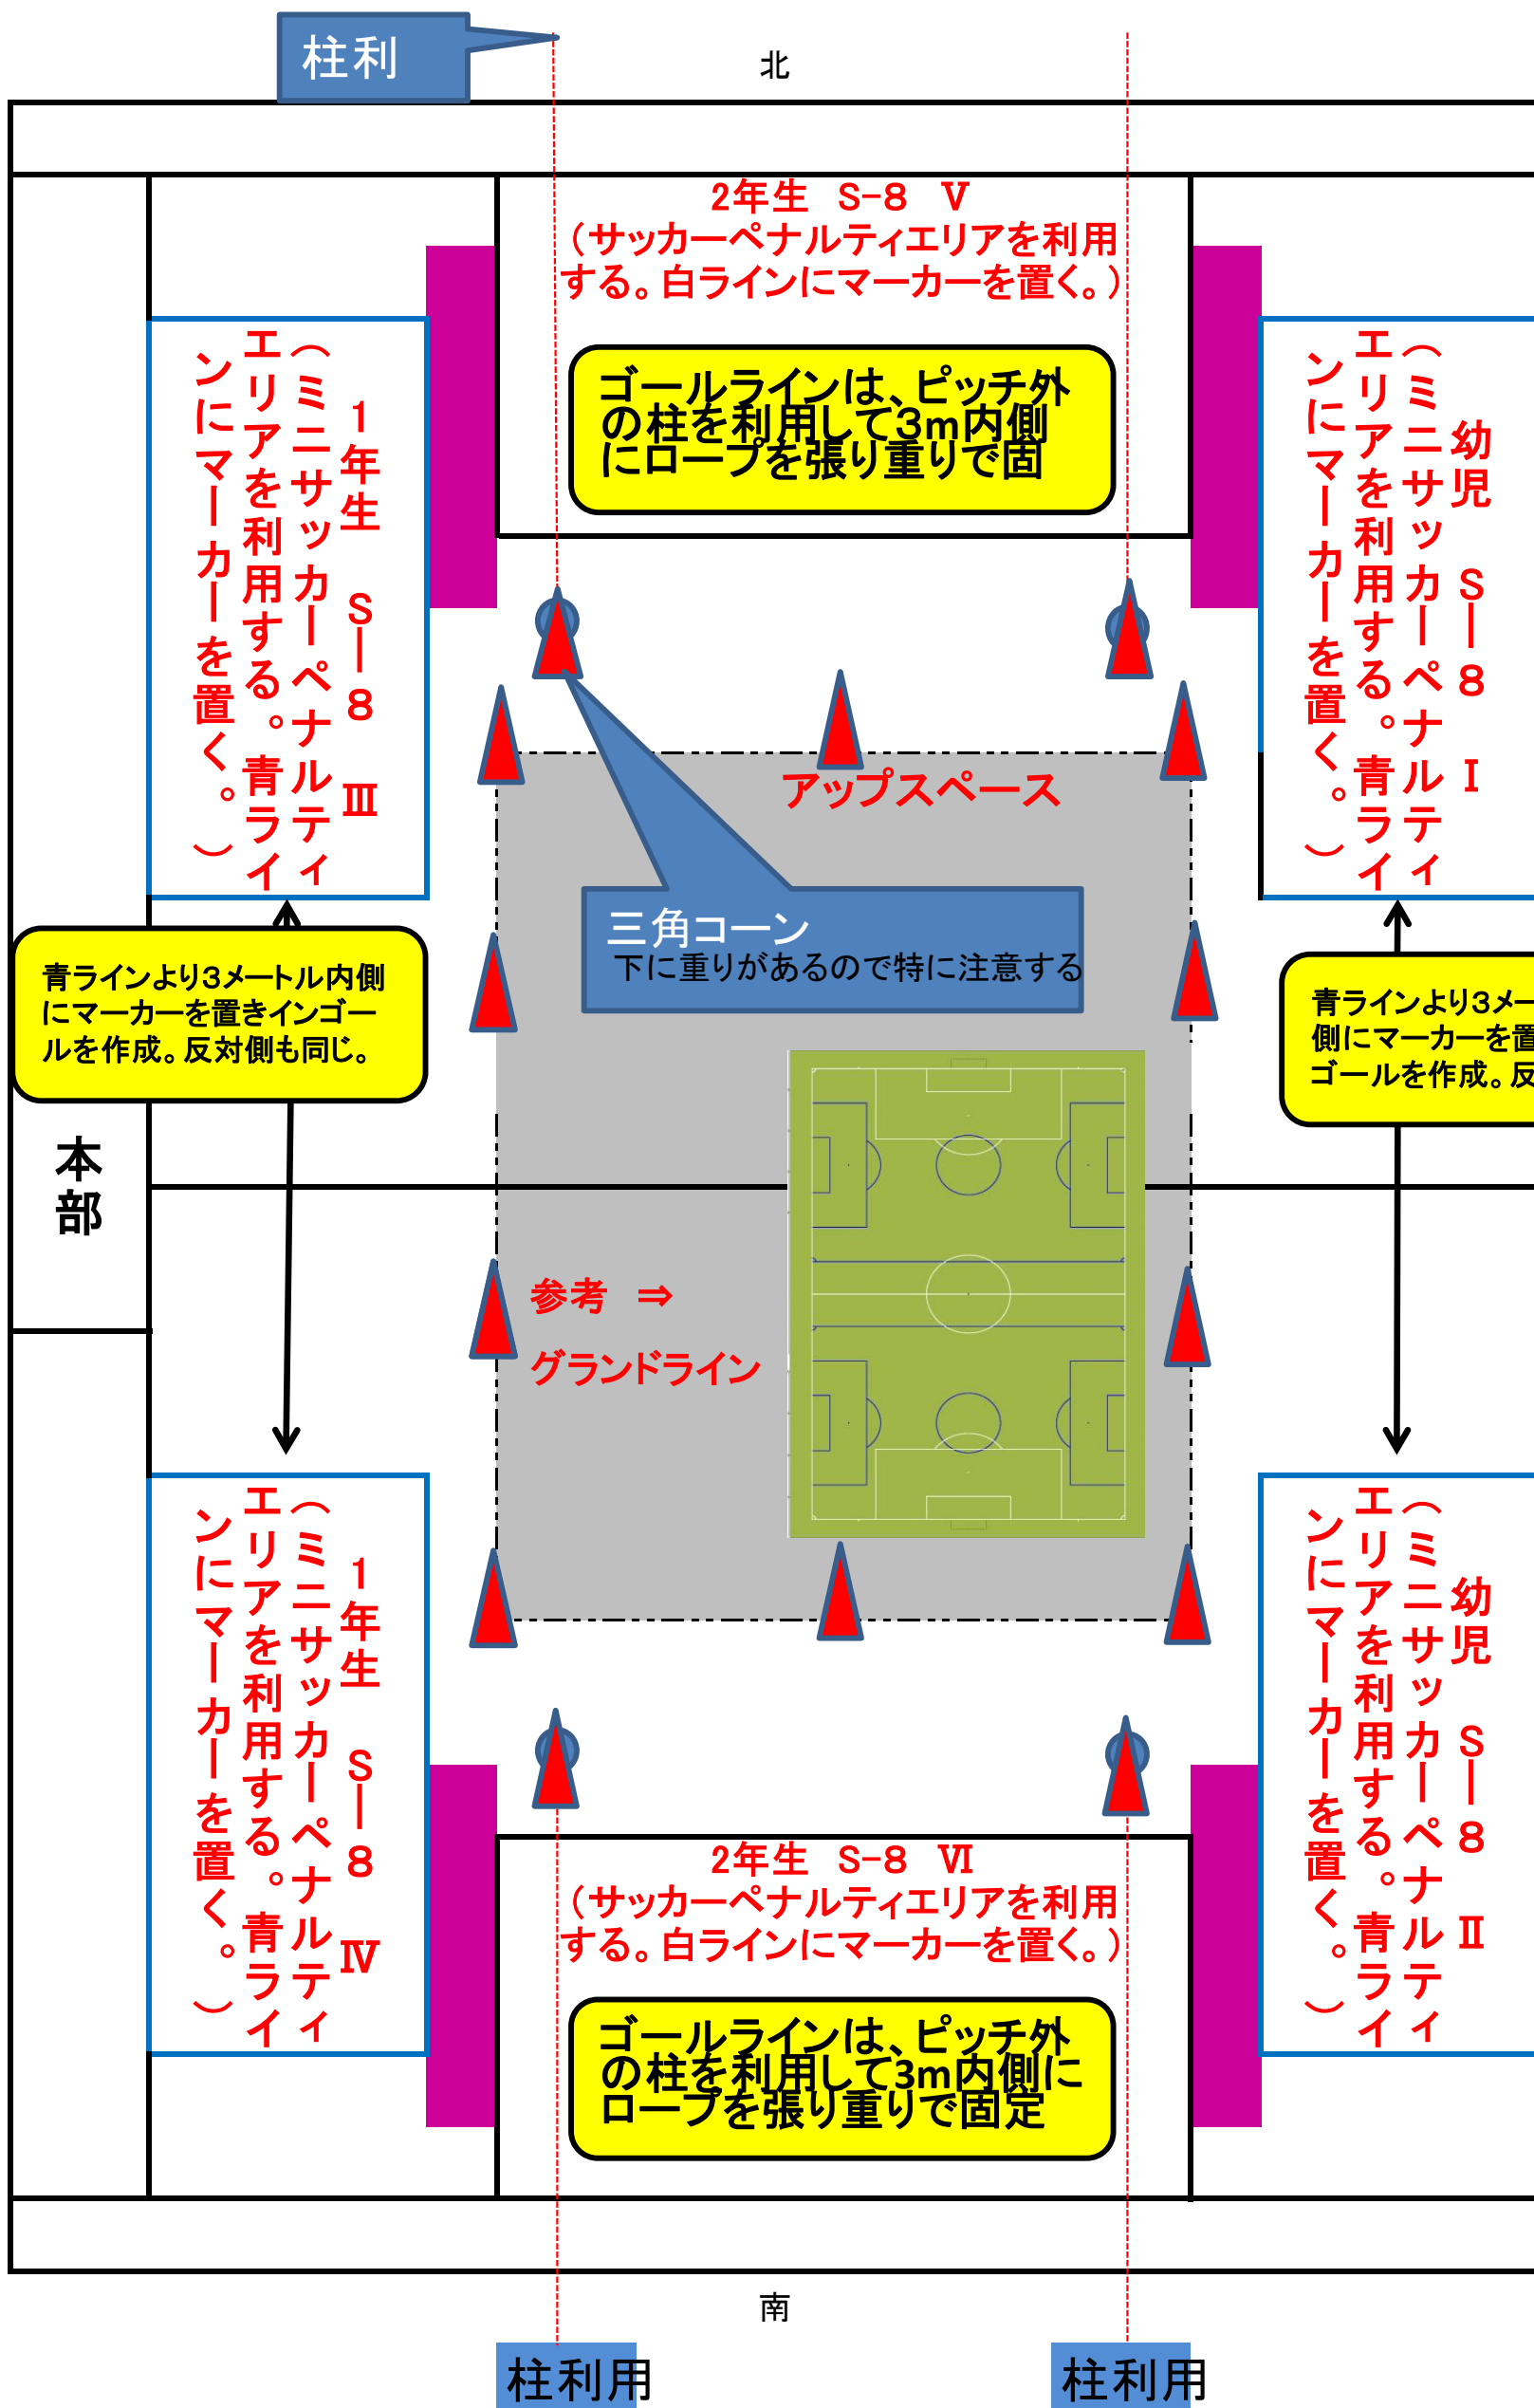 柱利
北
2年生　S-8　Ⅴ
（サッカーペナルティエリアを利用
する。白ラインにマーカーを置く。）
ゴールラインは、ピッチ外
の柱を利用して3m内側
にロープを張り重りで固
1年生　S－8　Ⅲ
（ミニサッカーペナルティ
エリアを利用する。青ライ
ンにマーカーを置く。）
幼児　S－8　Ⅰ
（ミニサッカーペナルティ
エリアを利用する。青ライ
ンにマーカーを置く。）
アップスペース
三角コーン
下に重りがあるので特に注意する
青ラインより3メートル内側
にマーカーを置きインゴー
ルを作成。反対側も同じ。
青ラインより3メー
側にマーカーを置
ゴールを作成。反
本部
参考　⇒
グランドライン
1年生　S－8　Ⅳ
（ミニサッカーペナルティ
エリアを利用する。青ライ
ンにマーカーを置く。）
幼児　S－8　Ⅱ
（ミニサッカーペナルティ
エリアを利用する。青ライ
ンにマーカーを置く。）
2年生　S-8　Ⅵ
（サッカーペナルティエリアを利用
する。白ラインにマーカーを置く。）
ゴールラインは、ピッチ外
の柱を利用して3m内側に
ロープを張り重りで固定
南
柱利用
柱利用